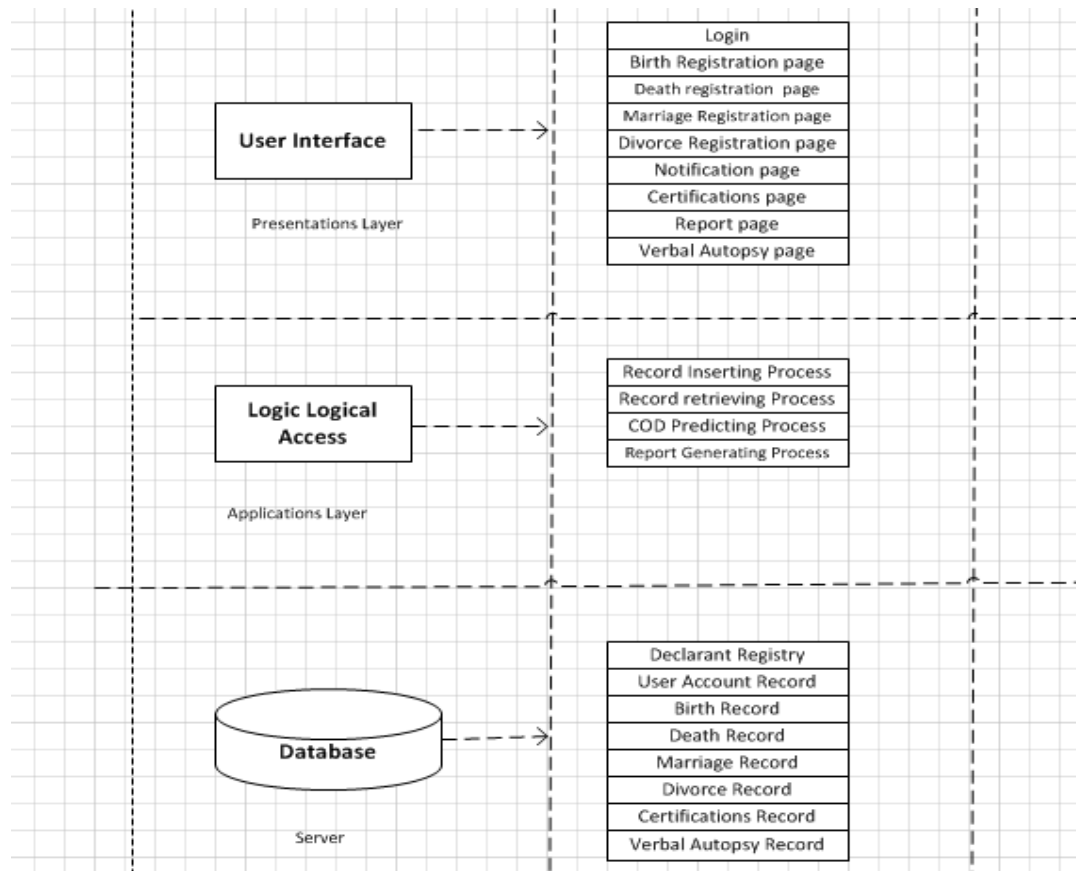 User Interface
Presentations Layer
Login
Birth Registration page
Death registration page
Marriage Registration page
Divorce Registration page
Notification page
Certifications page
Report page
Verbal Autopsy page
Logic Logical
Access
Applications Layer
Record Inserting Process
Record retrieving Process
COD Predicting Process
Report Generating Process
Database
Server
Declarant Registry
User Account Record
Birth Record
Death Record
Marriage Record
Divorce Record
Certifications Record
Verbal Autopsy Record